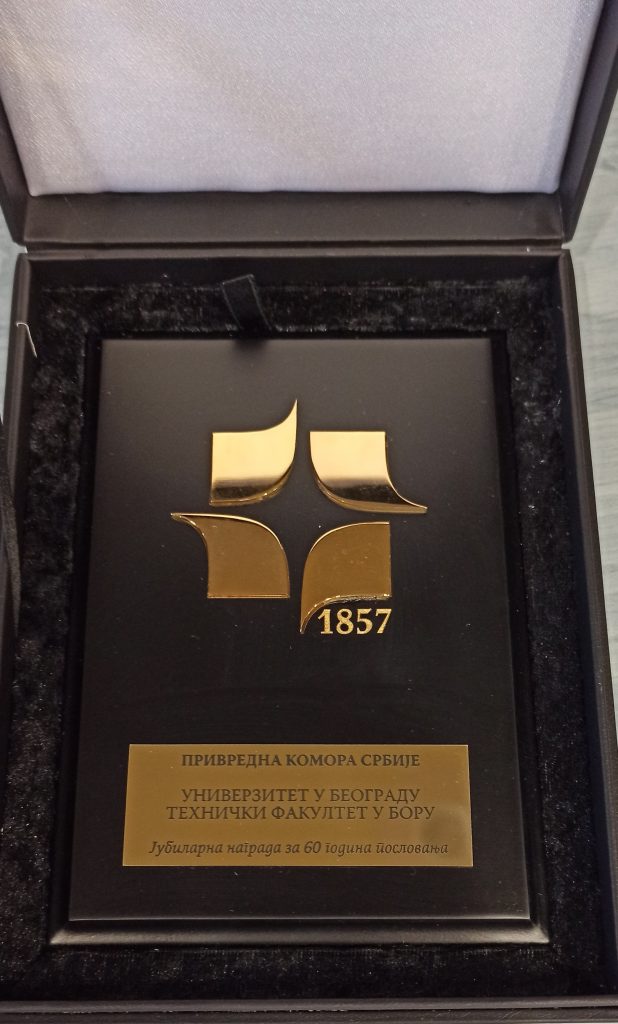 1857
ПРИВРЕДНА КОМОРА СРБИЈЕ
УНИВЕРЗИТЕТ У БЕОГРАДУ
ТЕХНИЧКИ ФАКУЛТЕТ У БОРУ
Јубиларна награда за 60 година пословања